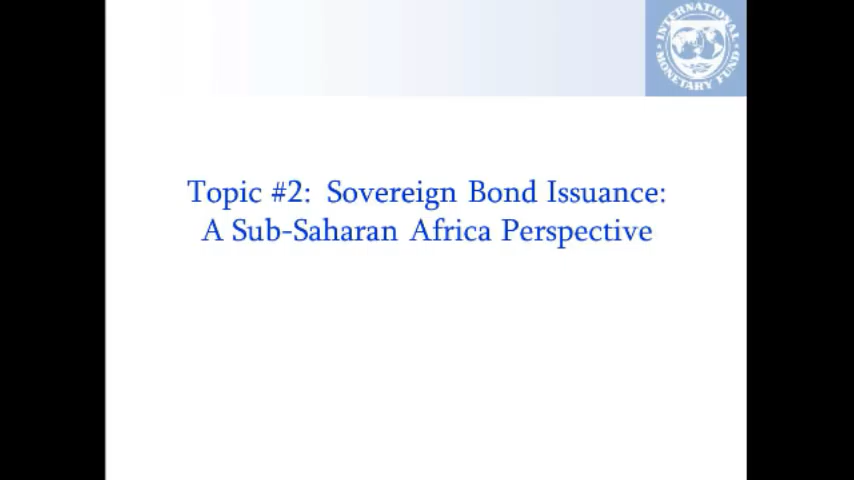 INTERNATIONAL
MONETARY FUND
Topic #2: Sovereign Bond Issuance:
A Sub-Saharan Africa Perspective